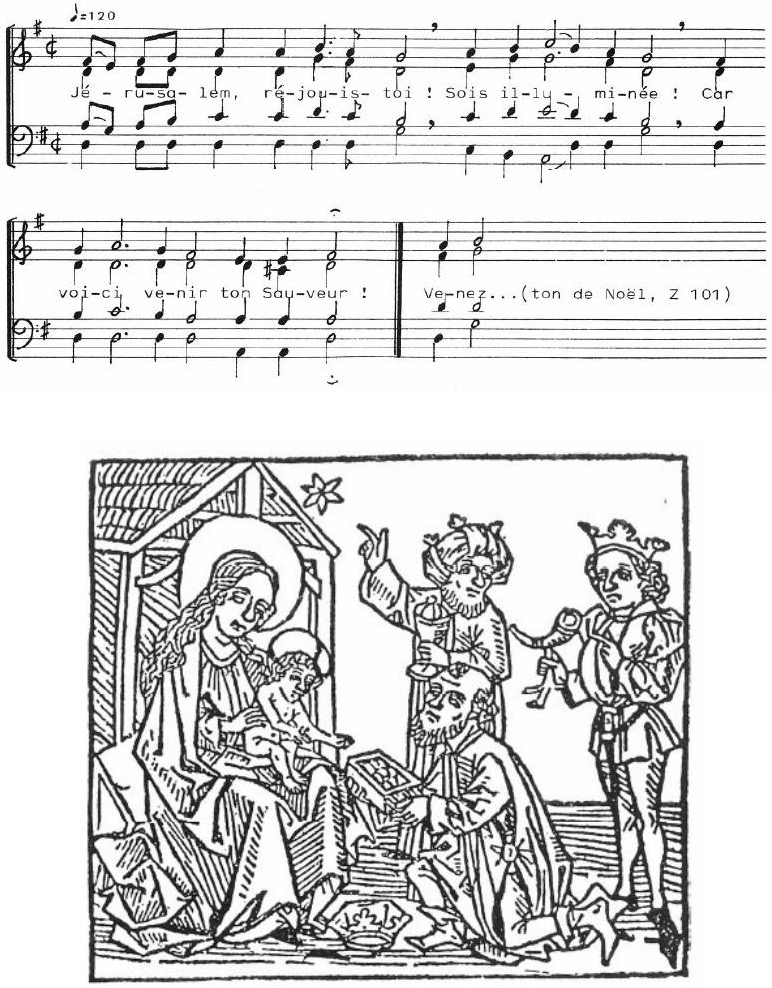 ♩=120
Jé - ru-sa- lem, ré-jou-is- toi ! Sois il-lu - mi-née ! Car
voi-ci ve-nir ton Sau-veur ! Ve-nez...(ton de Noël, Z 101)